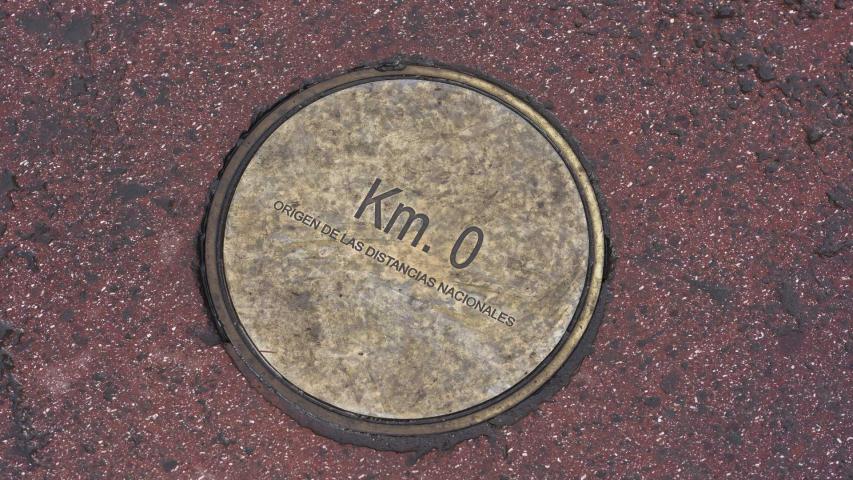 Km. 0
ORIGEN DE LAS DISTANCIAS NACIONALES